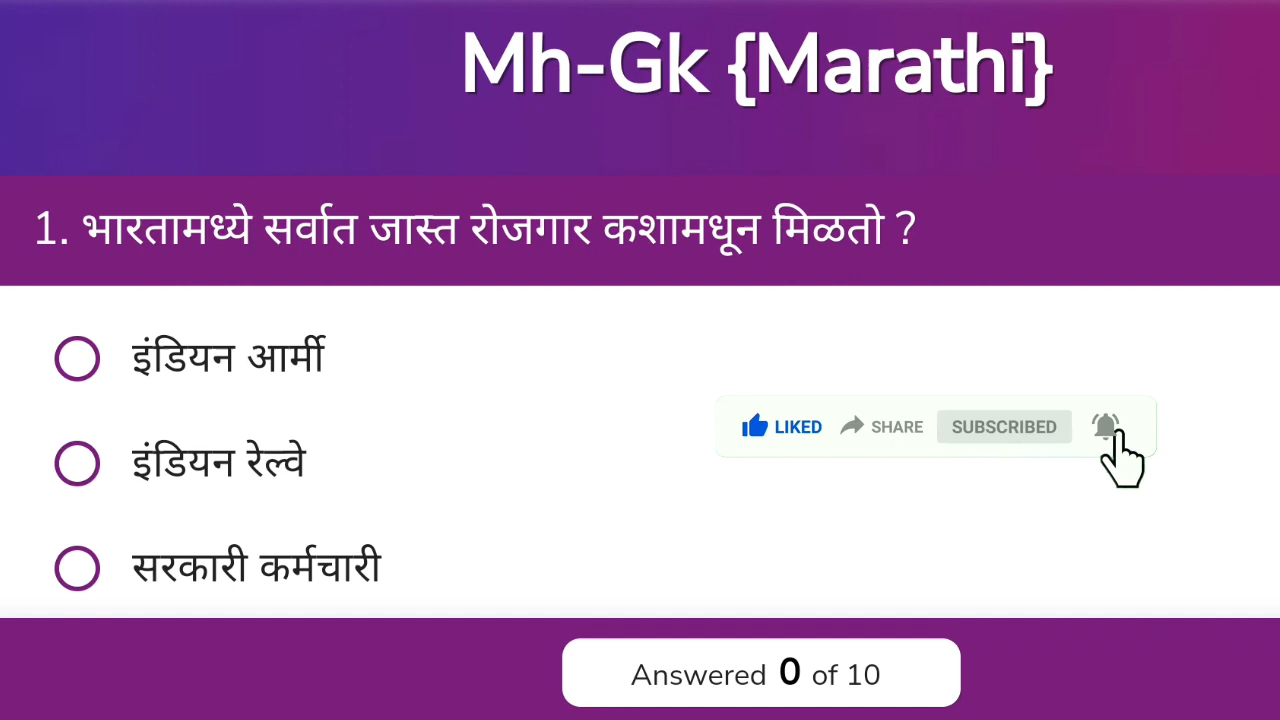 Mh-Gk {Marathi}
1. भारतामध्ये सर्वात जास्त रोजगार कशामधून मिळतो ?
इंडियन आर्मी
इंडियन रेल्वे
LIKED SHARE SUBSCRIBED
सरकारी कर्मचारी
Answered 0 of 10